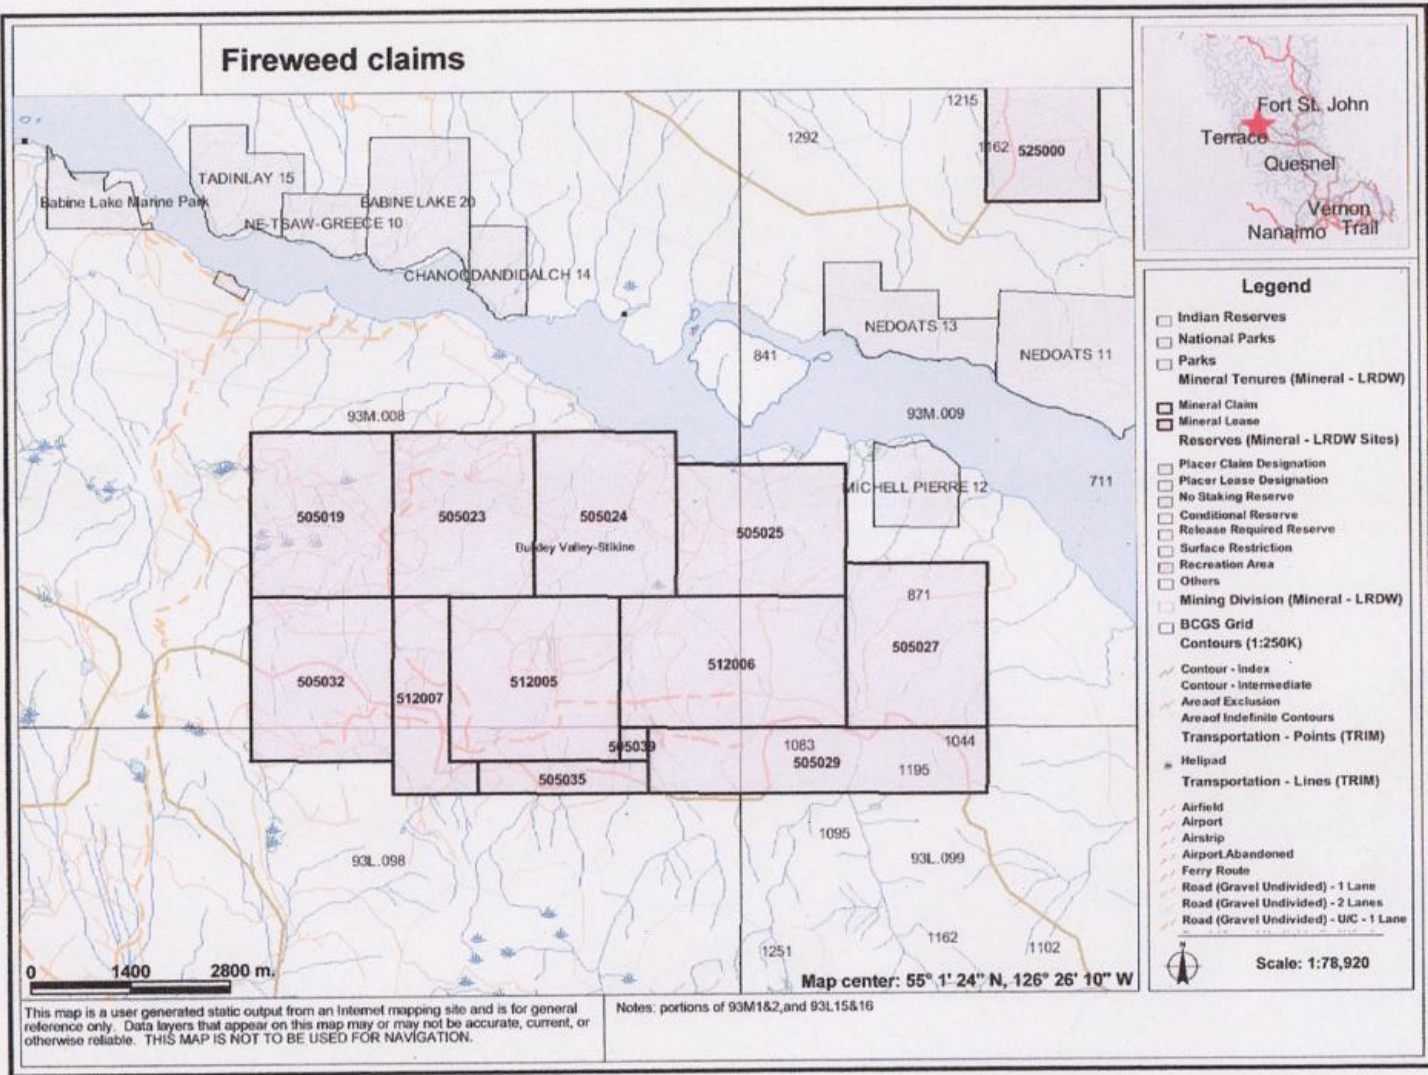 Fireweed claims
1215
1292
1162
525000
TADINLAY 15
Babine Lake Marine Park
BABINE LAKE 20
NE-TSAW-GREECE 10
CHANOODANDIDALCH 14
NEDOATS 13
NEDOATS 11
841
93M.008
93M.009
711
MICHELL PIERRE 12
505019
505023
505024
505025
Bulkley Valley-Stikine
871
505027
505032
512007
512005
512006
505039
1083
1044
505029
1195
505035
1095
93L.098
93L.099
1251
1162
1102
0 1400 2800 m.
Map center: 55° 1' 24" N, 126° 26' 10" W
This map is a user generated static output from an Internet mapping site and is for general
reference only. Data layers that appear on this map may or may not be accurate, current, or
otherwise reliable. THIS MAP IS NOT TO BE USED FOR NAVIGATION.
Notes: portions of 93M1&2,and 93L15&16
Fort St. John
Terrace
Quesnel
Vernon
Nanaimo Trail
Legend
Indian Reserves
National Parks
Parks
Mineral Tenures (Mineral - LRDW)
Mineral Claim
Mineral Lease
Reserves (Mineral - LRDW Sites)
Placer Claim Designation
Placer Lease Designation
No Staking Reserve
Conditional Reserve
Release Required Reserve
Surface Restriction
Recreation Area
Others
Mining Division (Mineral - LRDW)
BCGS Grid
Contours (1:250K)
Contour - Index
Contour - Intermediate
Areaof Exclusion
Areaof Indefinite Contours
Transportation - Points (TRIM)
Helipad
Transportation - Lines (TRIM)
Airfield
Airport
Airstrip
Airport.Abandoned
Ferry Route
Road (Gravel Undivided) - 1 Lane
Road (Gravel Undivided) - 2 Lanes
Road (Gravel Undivided) - U/C - 1 Lane
N
Scale: 1:78,920